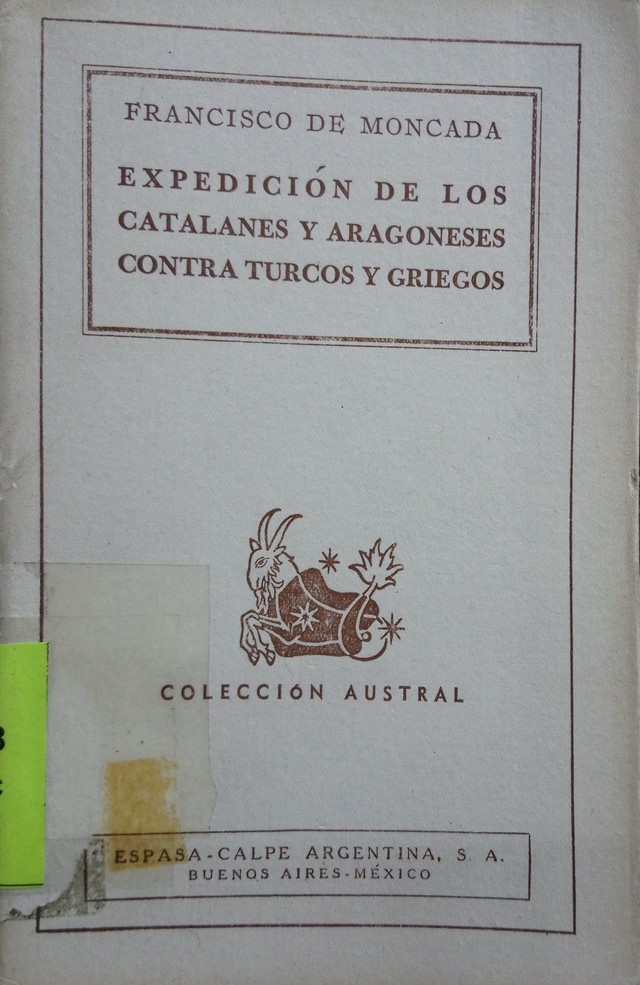 FRANCISCO DE MONCADA
EXPEDICIÓN DE LOS
CATALANES Y ARAGONESES
CONTRA TURCOS Y GRIEGOS
COLECCIÓN AUSTRAL
ESPASA-CALPE ARGENTINA, S. A.
BUENOS AIRES-MÉXICO